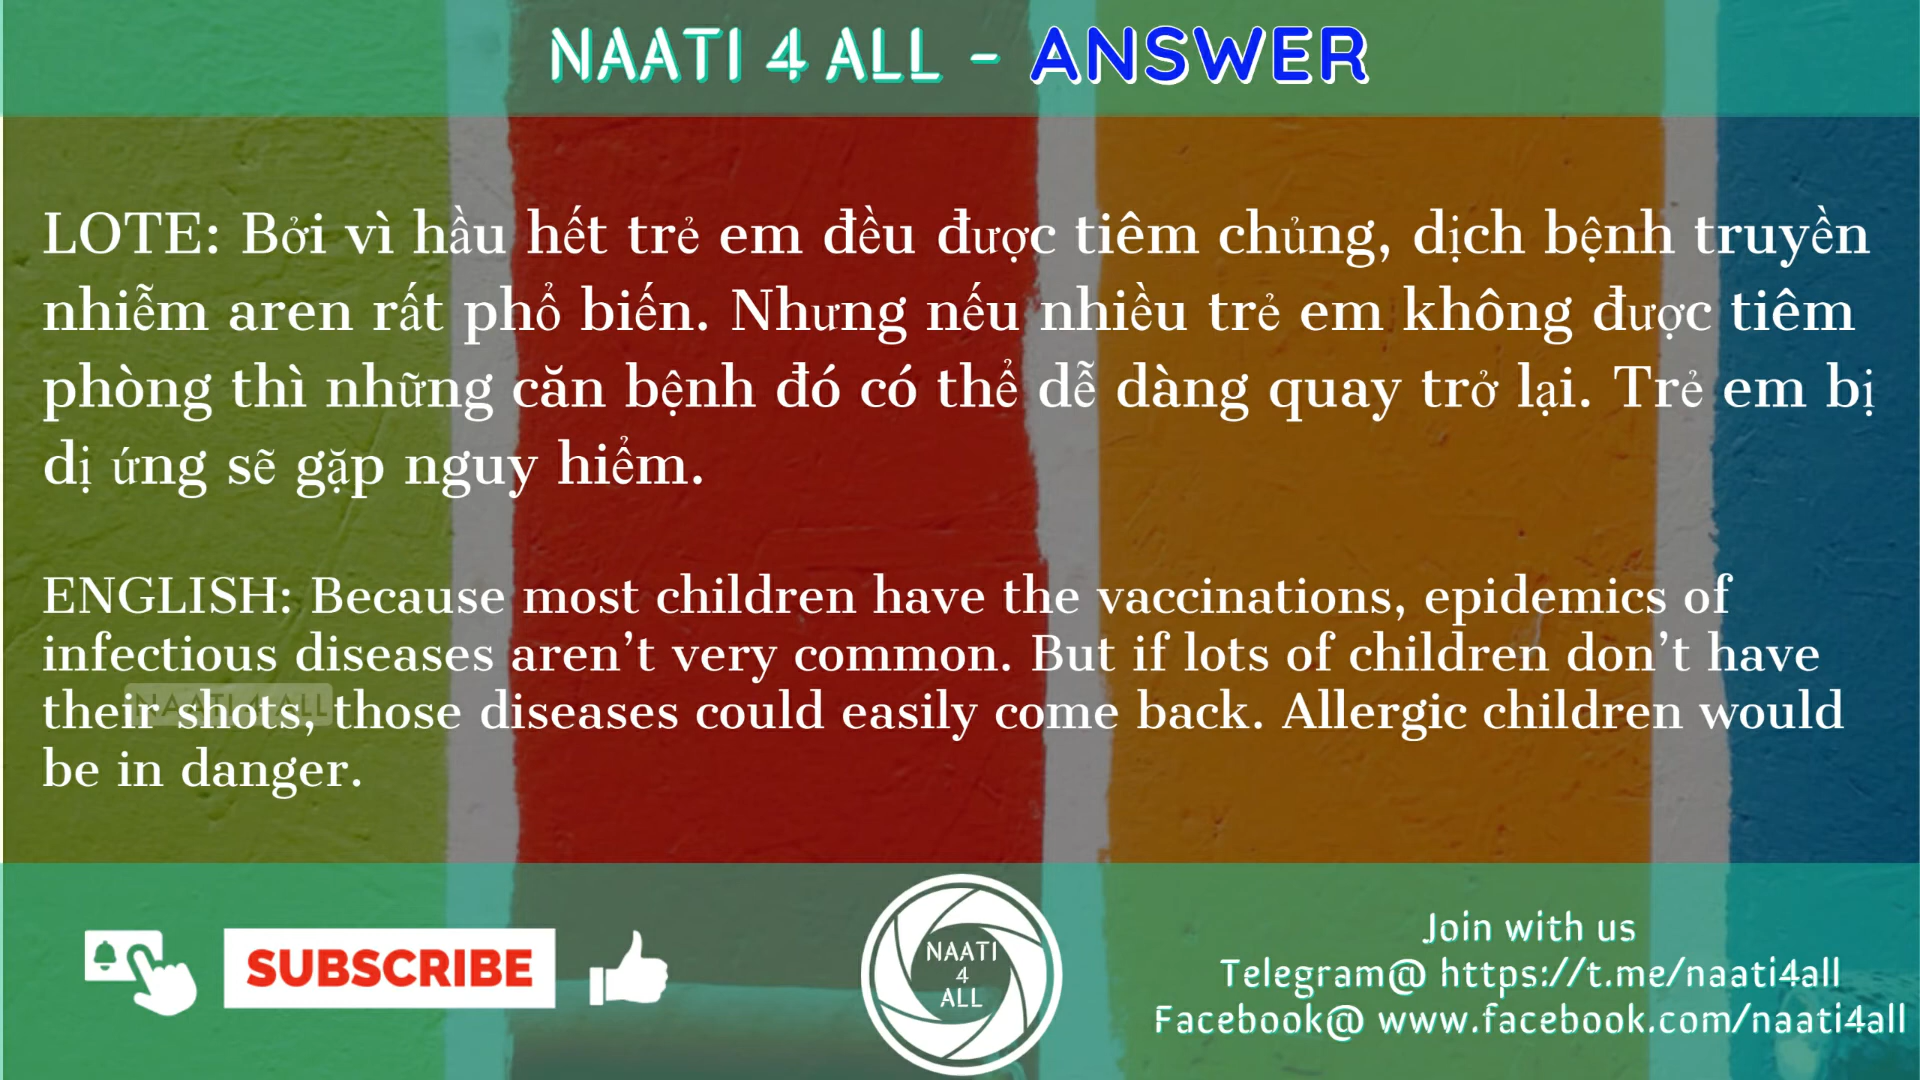 NAATI 4 ALL - ANSWER
LOTE: Bởi vì hầu hết trẻ em đều được tiêm chủng, dịch bệnh truyền
nhiễm aren rất phổ biến. Nhưng nếu nhiều trẻ em không được tiêm
phòng thì những căn bệnh đó có thể dễ dàng quay trở lại. Trẻ em bị
dị ứng sẽ gặp nguy hiểm.
ENGLISH: Because most children have the vaccinations, epidemics of
infectious diseases aren't very common. But if lots of children don't have
NAATI 4 ALL
their shots, those diseases could easily come back. Allergic children would
be in danger.
SUBSCRIBE
NAATI
4
ALL
Join with us
Telegram@ https://t.me/naati4all
Facebook@ www.facebook.com/naati4all